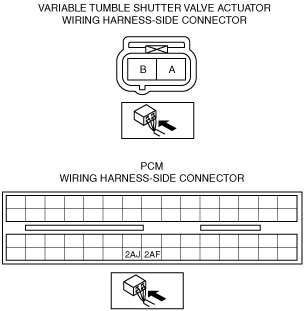 VARIABLE TUMBLE SHUTTER VALVE ACTUATOR
WIRING HARNESS-SIDE CONNECTOR
B A
PCM
WIRING HARNESS-SIDE CONNECTOR
2AJ 2AF